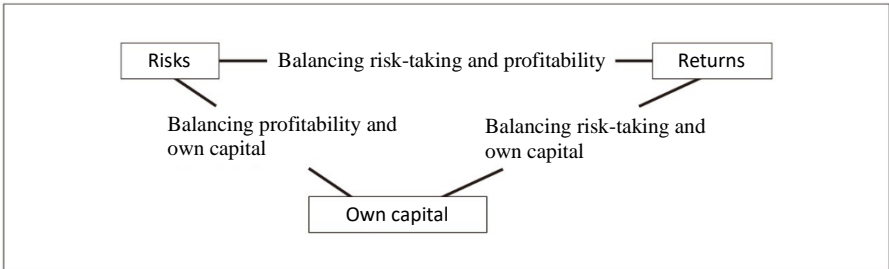 Risks
Balancing risk-taking and profitability
Returns
Balancing profitability and
own capital
Balancing risk-taking and
own capital
Own capital